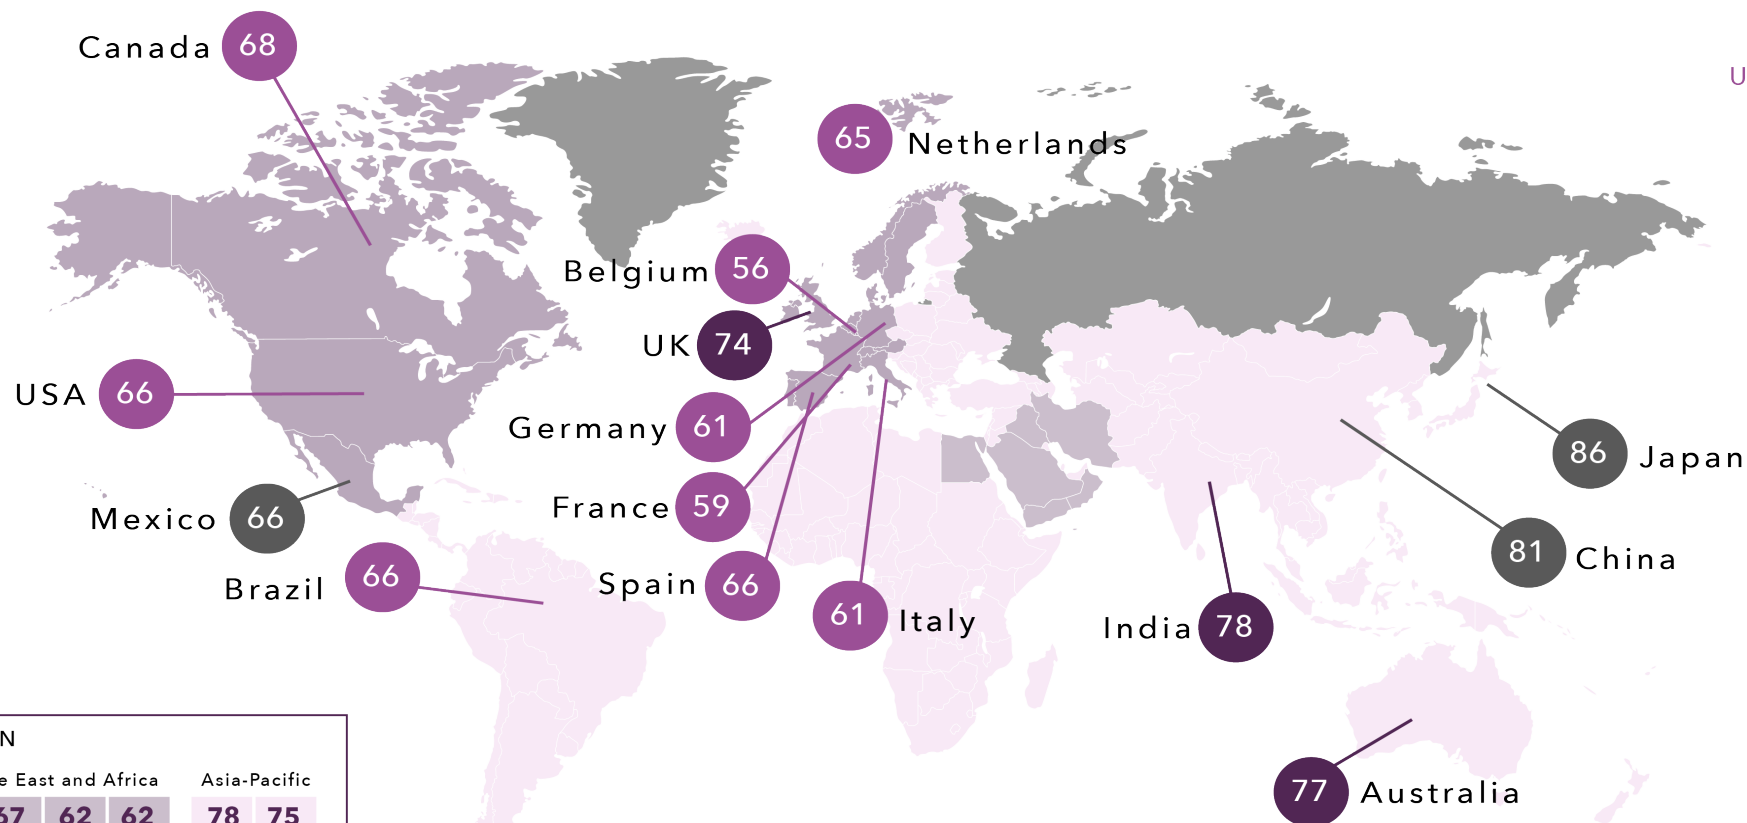 Canada 68
U
65 Netherlands
Belgium 56
UK 74
USA 66
Germany 61
86 Japan
France 59
Mexico 66
81 China
Brazil 66
Spain 66
61 Italy
India 78
N
e East and Africa Asia-Pacific
77 Australia
67 62 62 78 75